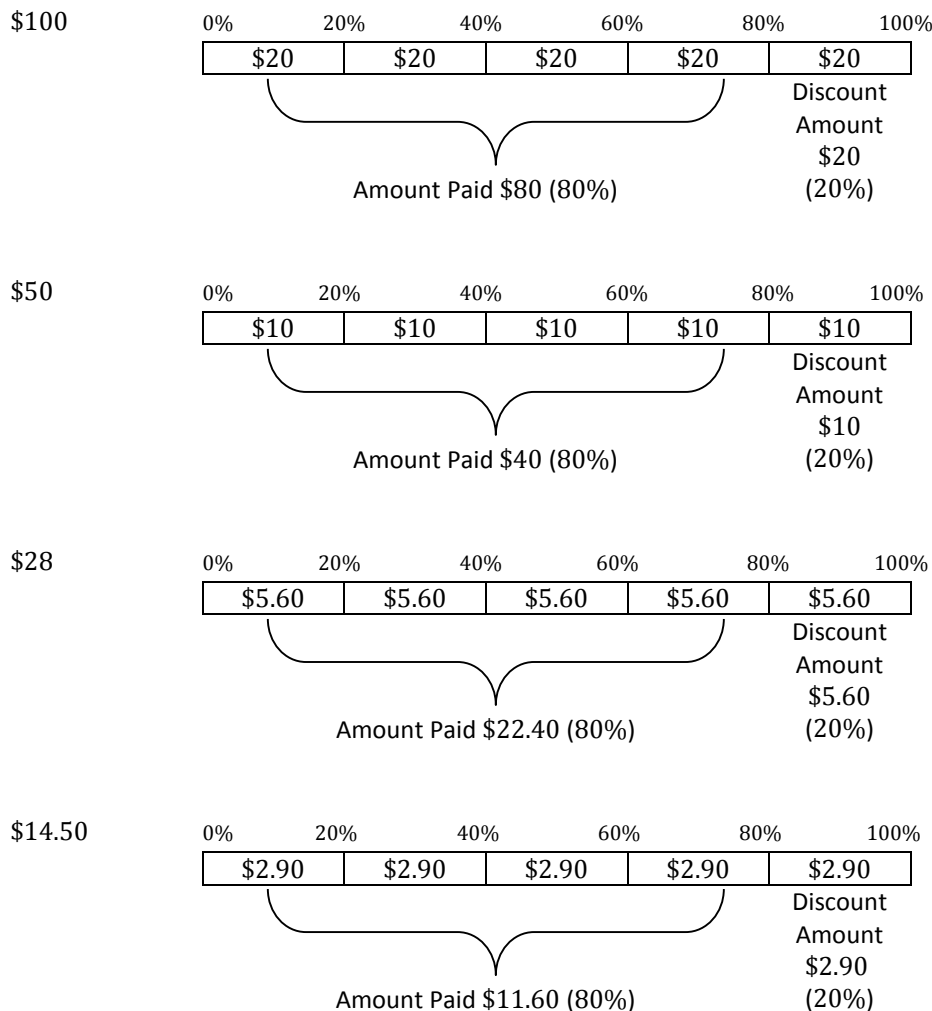 $100 0% 20% 40% 60% 80% 100%
$20 $20 $20 $20 $20
Discount
Amount
$20
Amount Paid $80 (80%) (20%)
$50 0% 20% 40% 60% 80% 100%
$10 $10 $10 $10 $10
Discount
Amount
$10
Amount Paid $40 (80%) (20%)
$28 0% 20% 40% 60% 80% 100%
$5.60 $5.60 $5.60 $5.60 $5.60
Discount
Amount
$5.60
Amount Paid $22.40 (80%) (20%)
$14.50 0% 20% 40% 60% 80% 100%
$2.90 $2.90 $2.90 $2.90 $2.90
Discount
Amount
$2.90
Amount Paid $11.60 (80%) (20%)